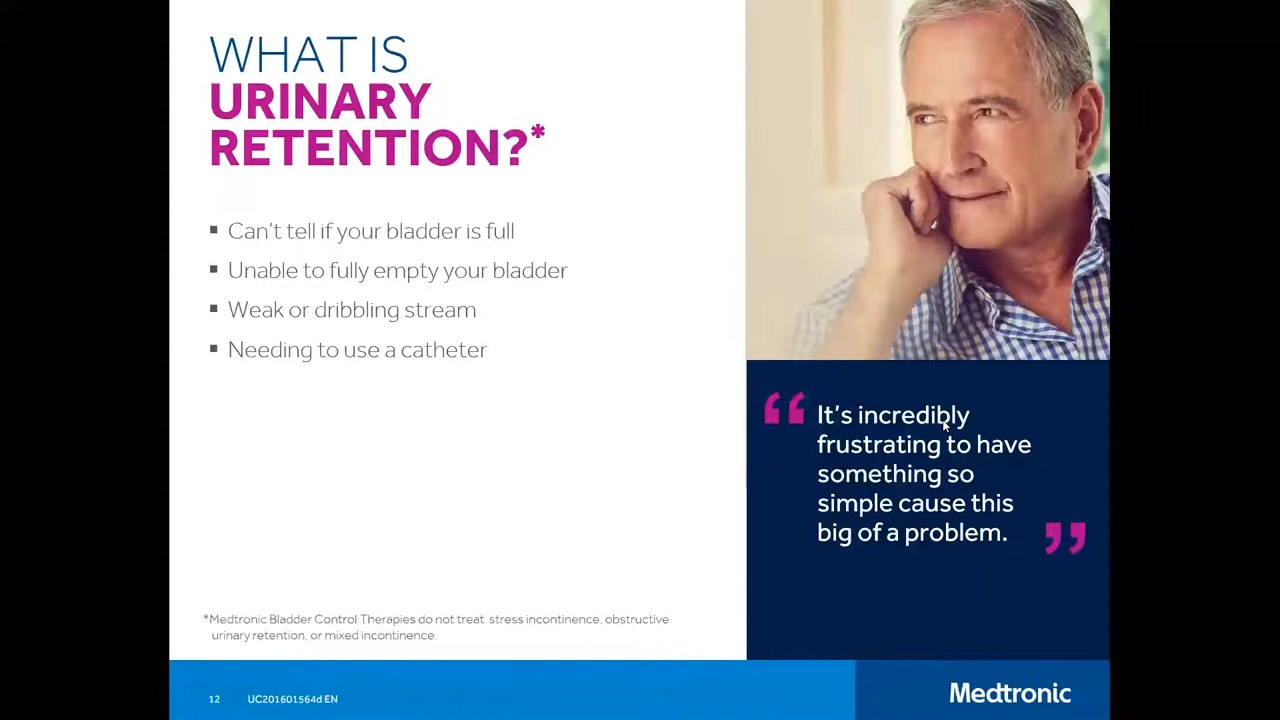 WHAT IS
URINARY
RETENTION?*
▪ Can't tell if your bladder is full
▪ Unable to fully empty your bladder
▪ Weak or dribbling stream
▪ Needing to use a catheter
“ It's incredibly
frustrating to have
something so
simple cause this
big of a problem. ”
*Medtronic Bladder Control Therapies do not treat stress incontinence, obstructive
urinary retention, or mixed incontinence.
12 UC201601564d EN
Medtronic